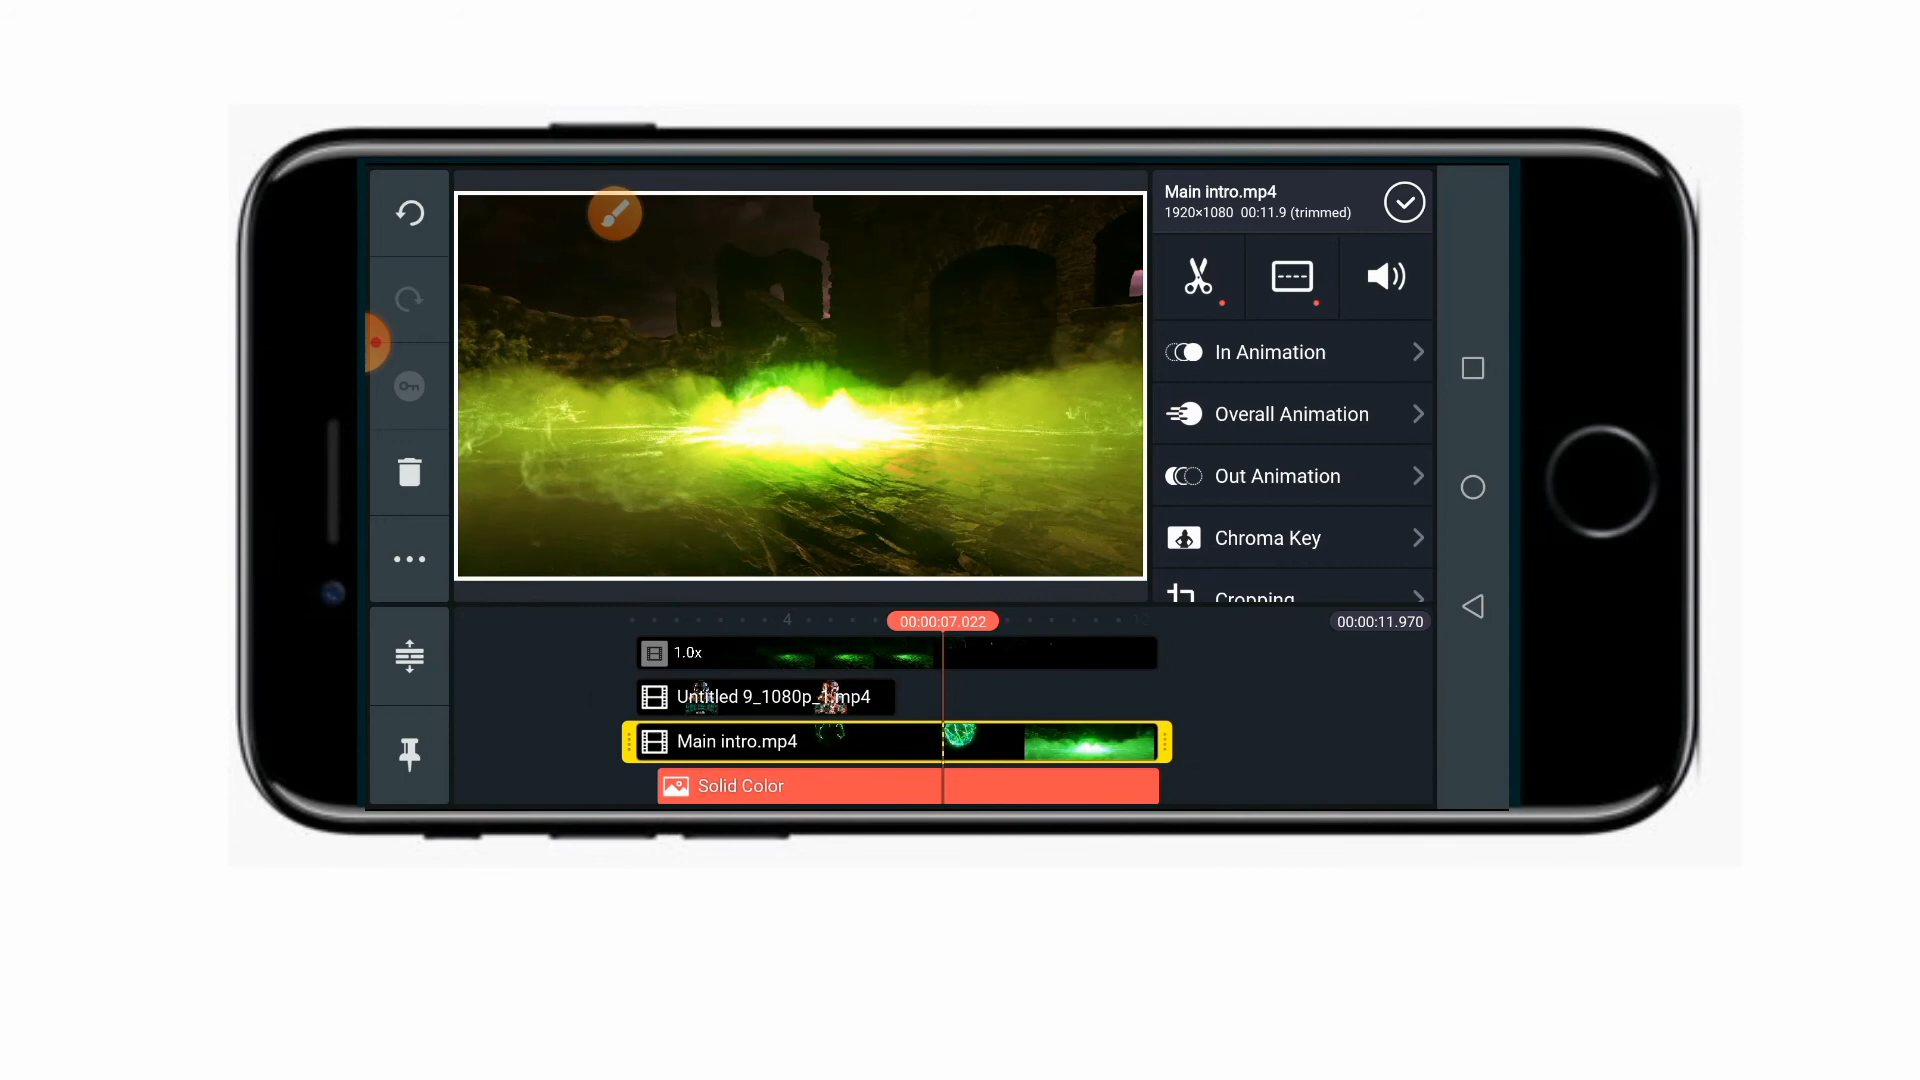 Main intro.mp4
1920×1080 00:11.9 (trimmed)
In Animation
Overall Animation
Out Animation
Chroma Key
Cropping
4
00:00:07.022
00:00:11.970
1.0x
Untitled 9_1080p_1.mp4
Main intro.mp4
Solid Color